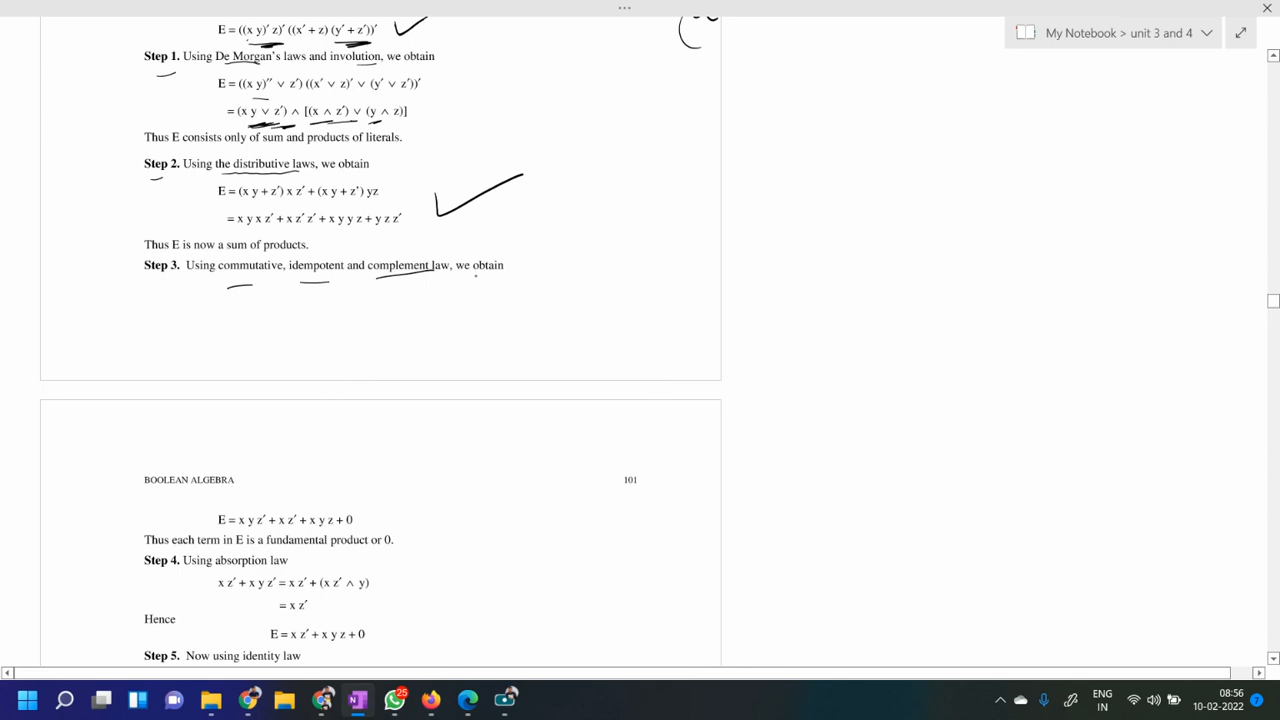 E = ((x y)′ z)′ ((x′ + z) (y′ + z′))′
My Notebook > unit 3 and 4
Step 1. Using De Morgan's laws and involution, we obtain
E = ((x y)″ ∨ z′) ((x′ ∨ z)′ ∨ (y′ ∨ z′))′
= (x y ∨ z′) ∧ [(x ∧ z′) ∨ (y ∧ z)]
Thus E consists only of sum and products of literals.
Step 2. Using the distributive laws, we obtain
E = (x y + z′) x z′ + (x y + z′) yz
= x y x z′ + x z′ z′ + x y y z + y z z′
Thus E is now a sum of products.
Step 3. Using commutative, idempotent and complement law, we obtain
BOOLEAN ALGEBRA 101
E = x y z′ + x z′ + x y z + 0
Thus each term in E is a fundamental product or 0.
Step 4. Using absorption law
x z′ + x y z′ = x z′ + (x z′ ∧ y)
= x z′
Hence
E = x z′ + x y z + 0
Step 5. Now using identity law
25
ENG
IN
08:56
10-02-2022
7